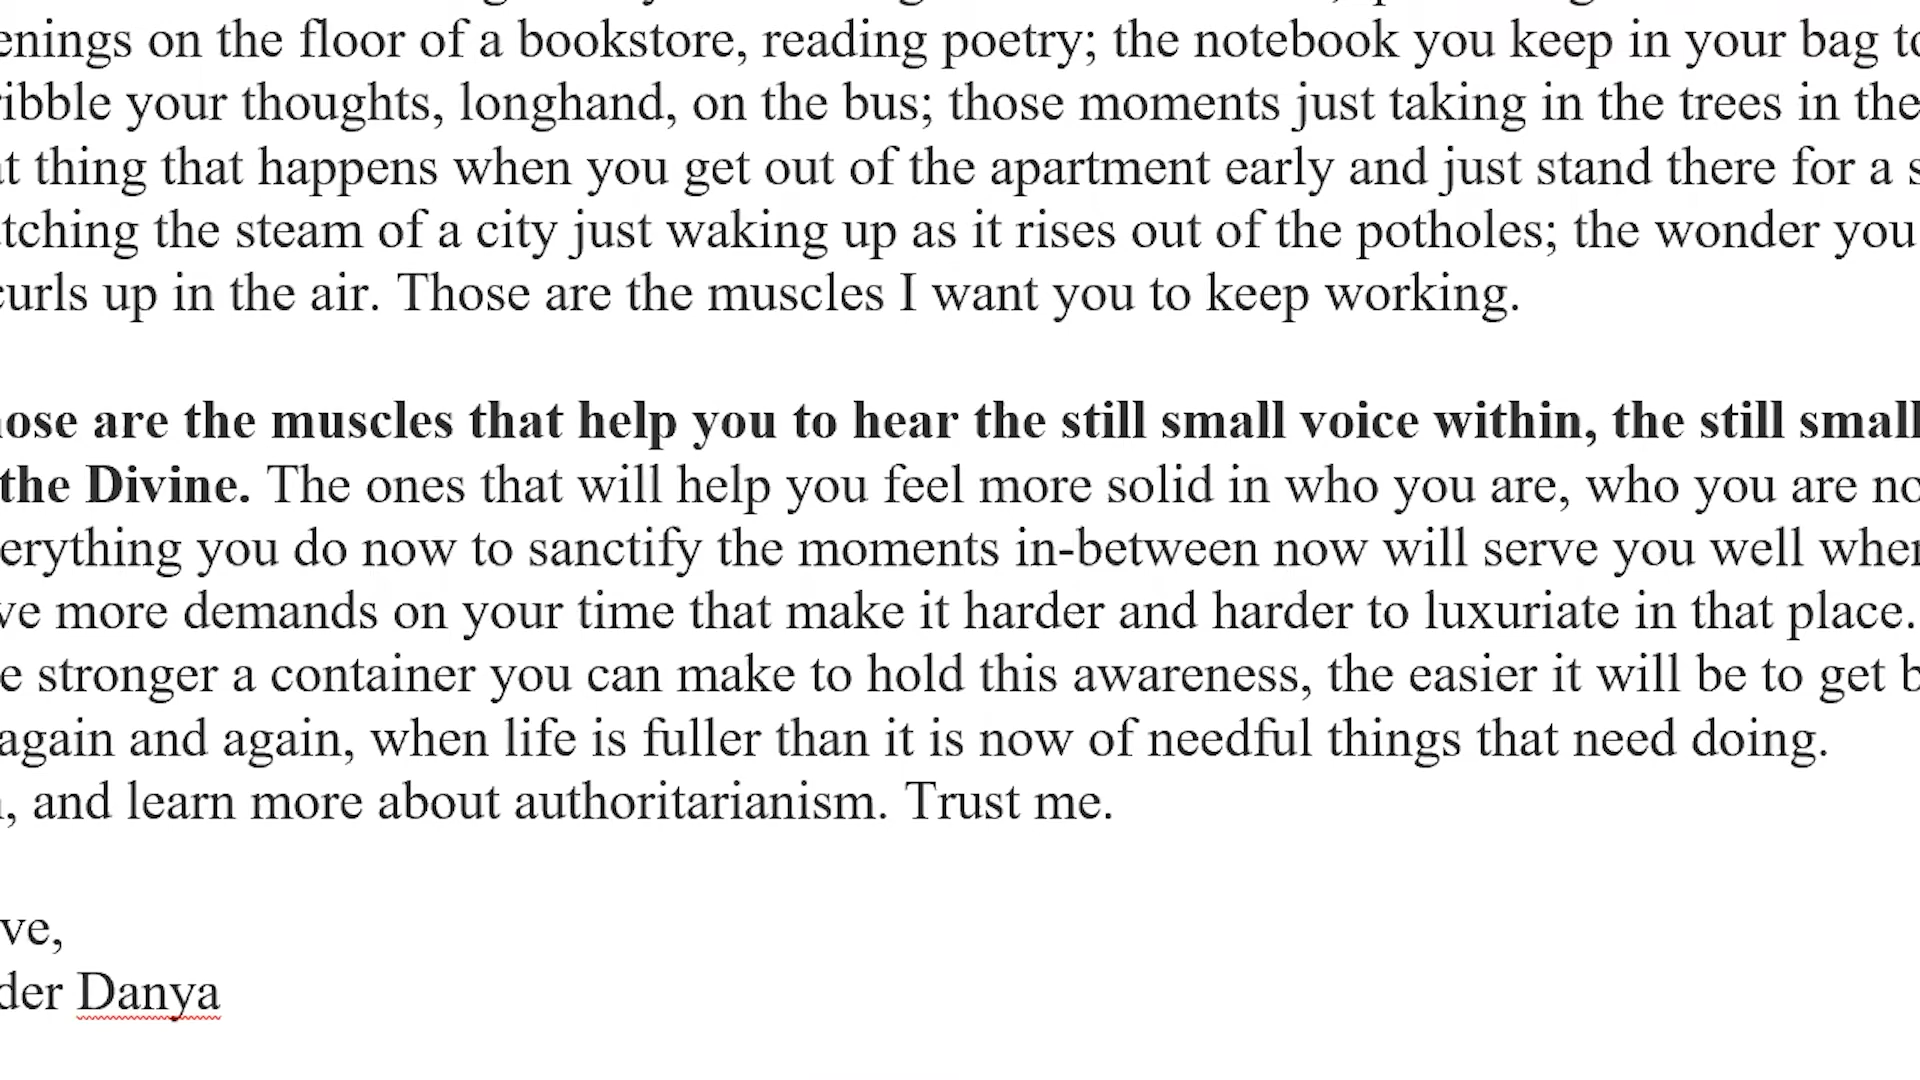 enings on the floor of a bookstore, reading poetry; the notebook you keep in your bag to
ibble your thoughts, longhand, on the bus; those moments just taking in the trees in the
t thing that happens when you get out of the apartment early and just stand there for a s
tching the steam of a city just waking up as it rises out of the potholes; the wonder you
curls up in the air. Those are the muscles I want you to keep working.
ose are the muscles that help you to hear the still small voice within, the still small
the Divine. The ones that will help you feel more solid in who you are, who you are no
erything you do now to sanctify the moments in-between now will serve you well when
ve more demands on your time that make it harder and harder to luxuriate in that place.
e stronger a container you can make to hold this awareness, the easier it will be to get b
again and again, when life is fuller than it is now of needful things that need doing.
, and learn more about authoritarianism. Trust me.
ve,
der Danya